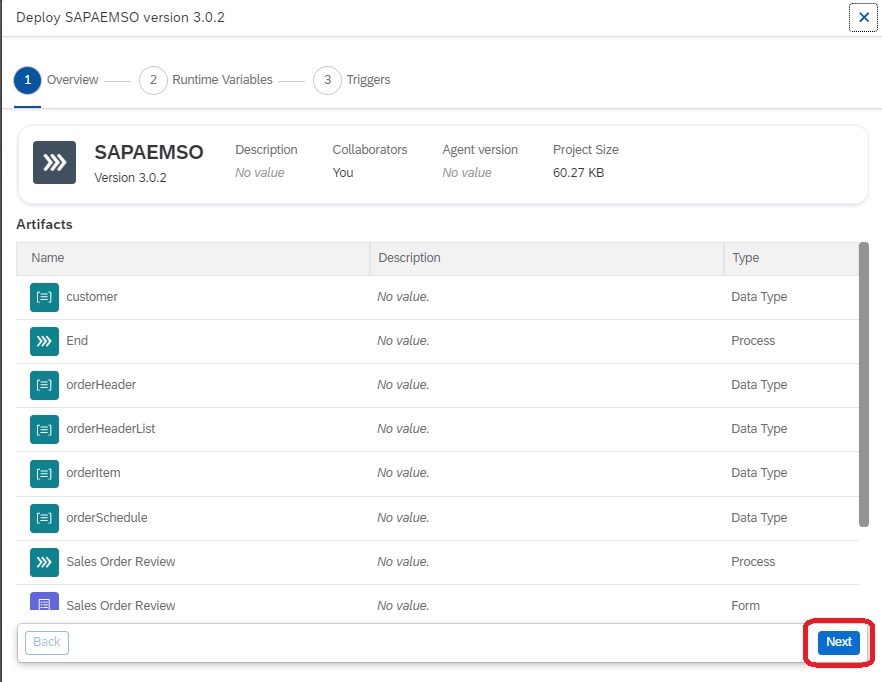 Deploy SAPAEMSO version 3.0.2
1 Overview 2 Runtime Variables 3 Triggers
SAPAEMSO
Version 3.0.2
Description
No value
Collaborators
You
Agent version
No value
Project Size
60.27 KB
Artifacts
Name Description Type
customer No value. Data Type
End No value. Process
orderHeader No value. Data Type
orderHeaderList No value. Data Type
orderItem No value. Data Type
orderSchedule No value. Data Type
Sales Order Review No value. Process
Sales Order Review No value. Form
Back Next